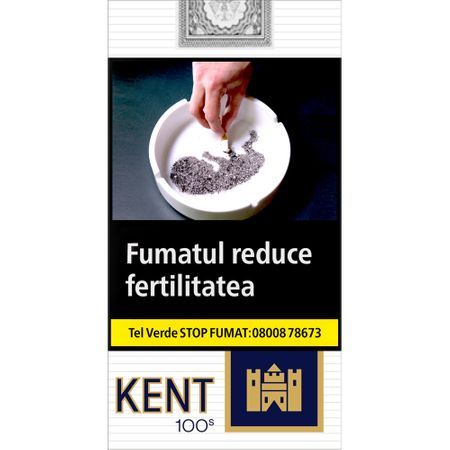 Fumatul reduce
fertilitatea
Tel Verde STOP FUMAT: 08008 78673
KENT
100s